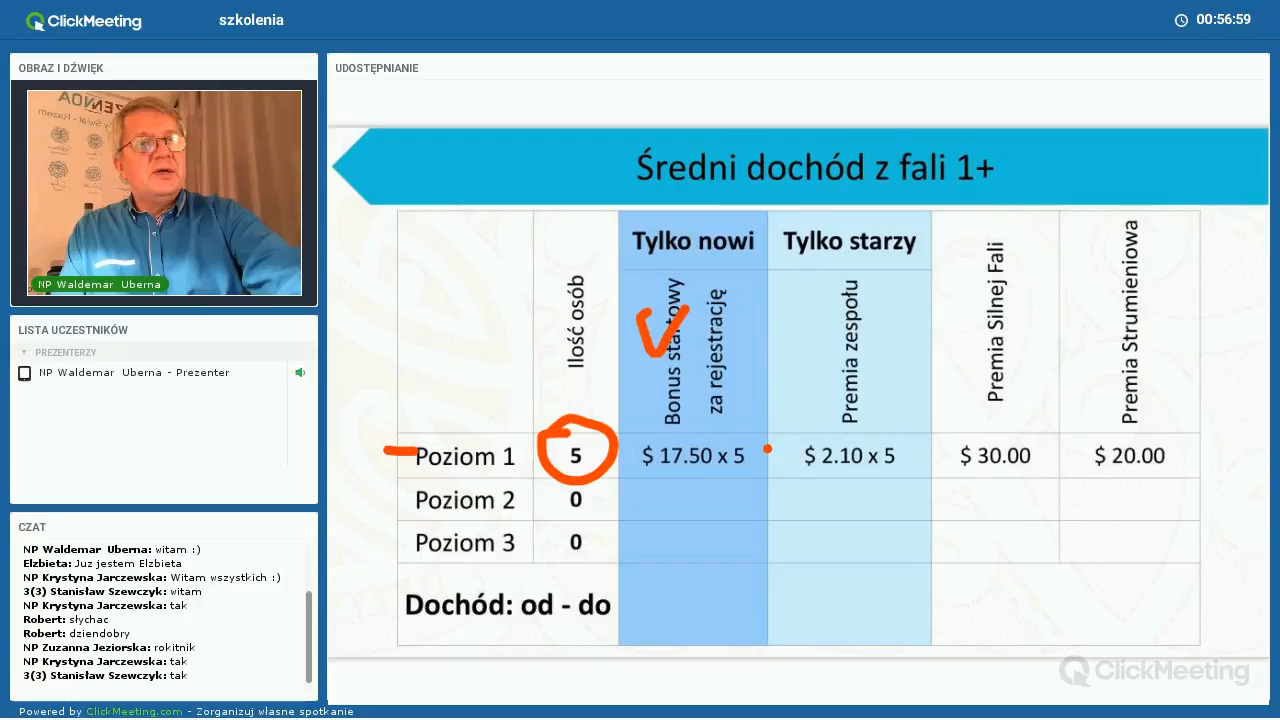 ClickMeeting
szkolenia
00:56:59
OBRAZ I DŹWIĘK
NP Waldemar Uberna
LISTA UCZESTNIKÓW
PREZENTERZY
NP Waldemar Uberna - Prezenter
CZAT
NP Waldemar Uberna: witam :)
Elzbieta: Juz jestem Elzbieta
NP Krystyna Jarczewska: Witam wszystkich :)
3(3) Stanisław Szewczyk: witam
NP Krystyna Jarczewska: tak
Robert: słychac
Robert: dziendobry
NP Zuzanna Jeziorska: rokitnik
NP Krystyna Jarczewska: tak
3(3) Stanisław Szewczyk: tak
UDOSTĘPNIANIE
Średni dochód z fali 1+
Tylko nowi Tylko starzy
Ilość osób
Bonus startowy
za rejestrację
Premia zespołu
Premia Silnej Fali
Premia Strumieniowa
Poziom 1 5 $ 17.50 x 5 $ 2.10 x 5 $ 30.00 $ 20.00
Poziom 2 0
Poziom 3 0
Dochód: od - do
ClickMeeting
Powered by ClickMeeting.com - Zorganizuj własne spotkanie